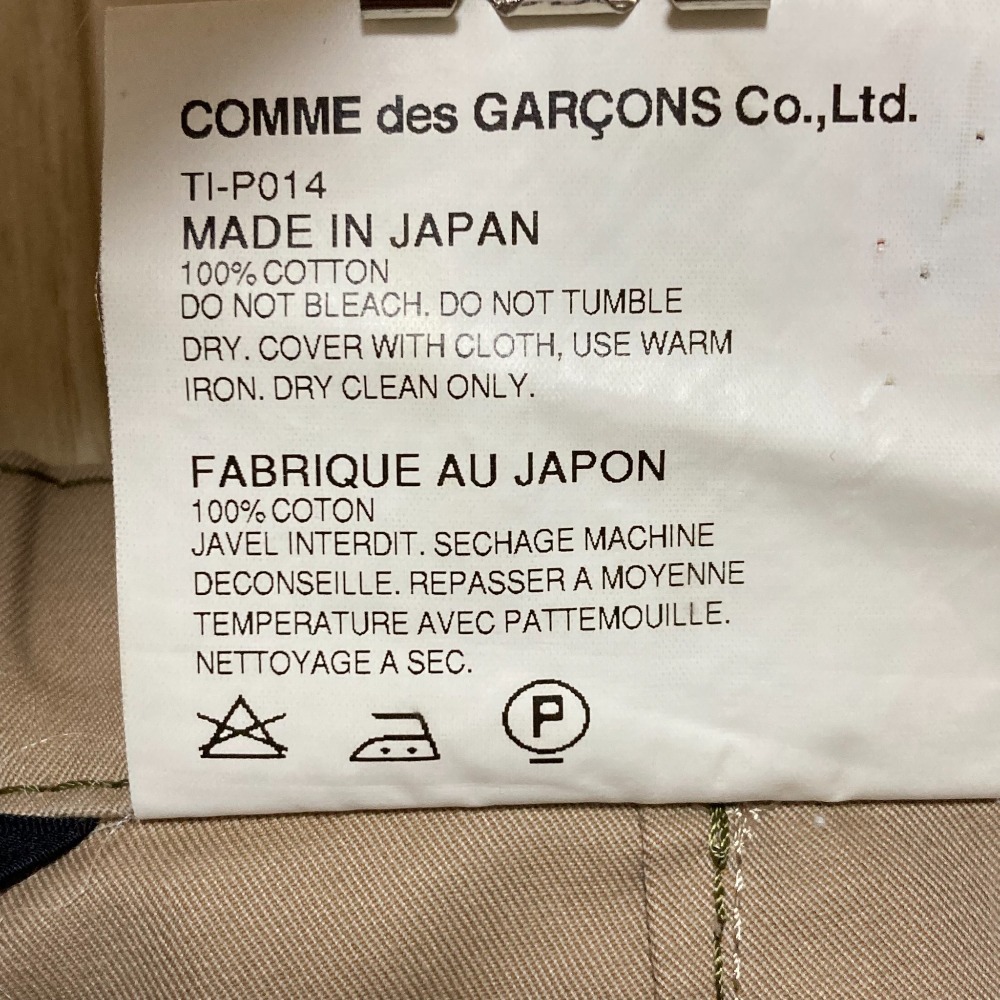 COMME des GARÇONS Co.,Ltd.
TI-P014
MADE IN JAPAN
100% COTTON
DO NOT BLEACH. DO NOT TUMBLE
DRY. COVER WITH CLOTH, USE WARM
IRON. DRY CLEAN ONLY.
FABRIQUE AU JAPON
100% COTON
JAVEL INTERDIT. SECHAGE MACHINE
DECONSEILLE. REPASSER A MOYENNE
TEMPERATURE AVEC PATTEMOUILLE.
NETTOYAGE A SEC.
P